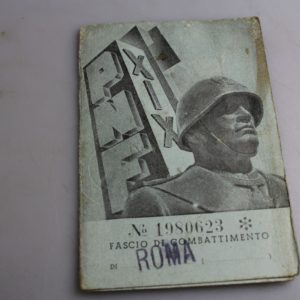 PNF
XIX
Nº 1980623 *
FASCIO DI COMBATTIMENTO
DI ROMA